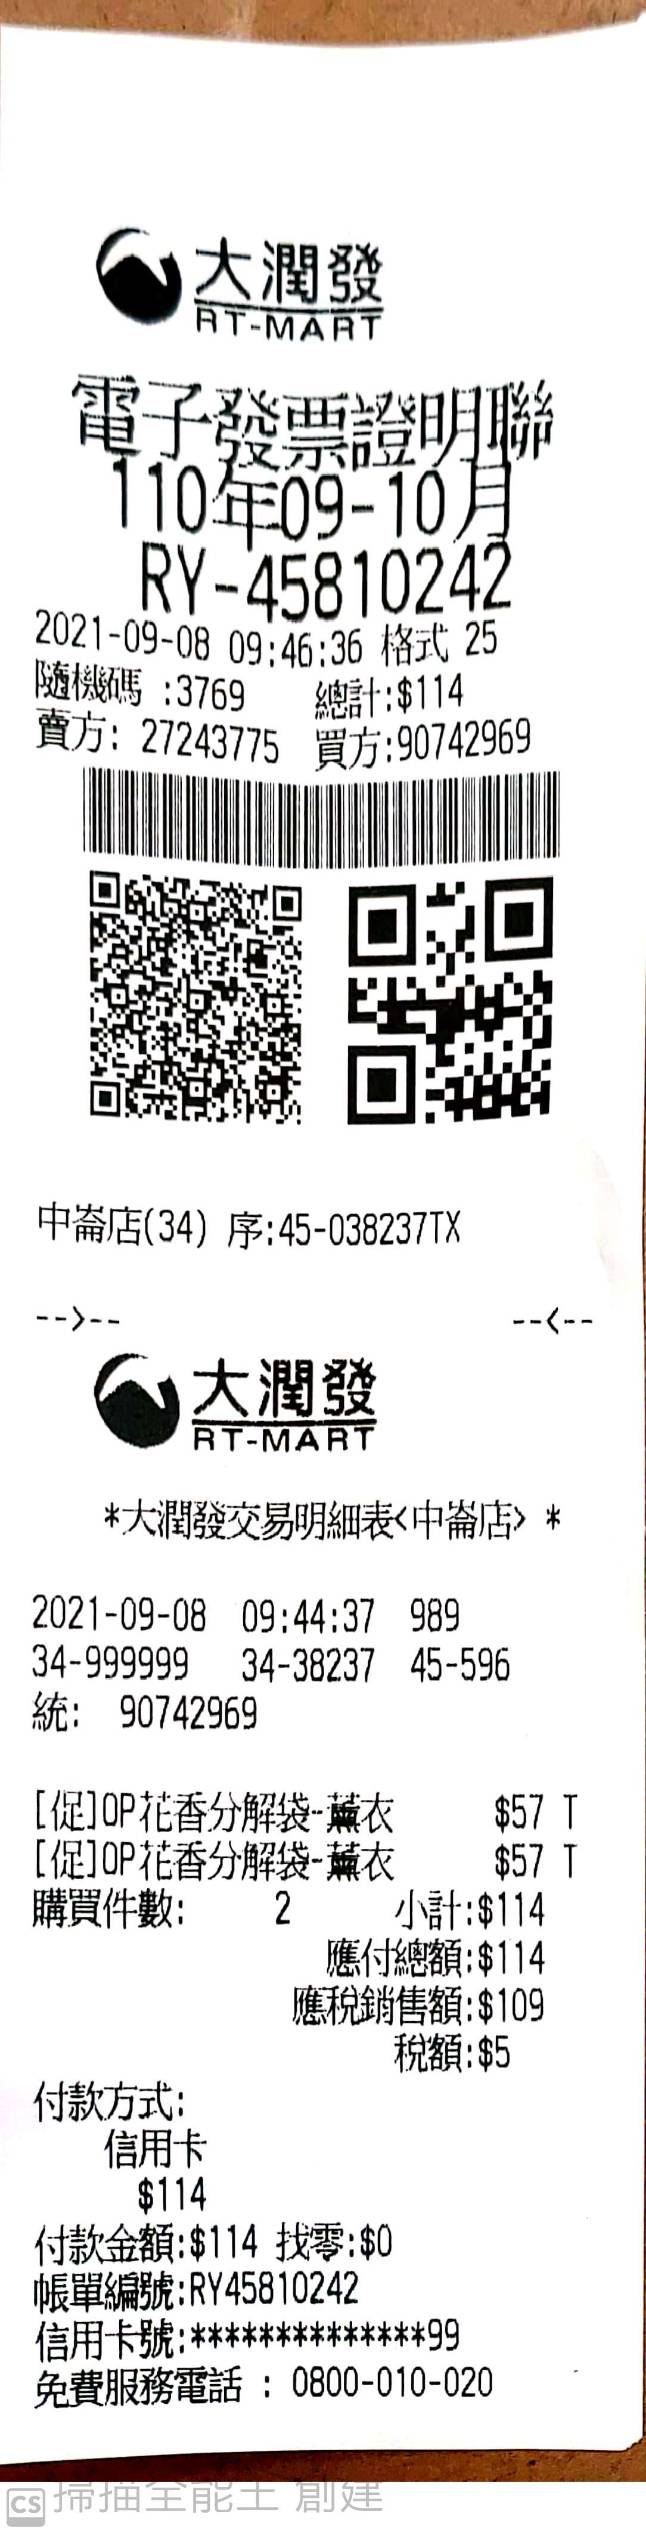 大潤發
RT-MART
電子發票證明聯
110年09-10月
RY-45810242
2021-09-08 09:46:36 格式 25
隨機碼 :3769 總計:$114
賣方: 27243775 買方:90742969
中崙店(34) 序:45-038237TX
-->-- --<--
大潤發
RT-MART
*大潤發交易明細表<中崙店> *
2021-09-08 09:44:37 989
34-999999 34-38237 45-596
統: 90742969
[促]OP花香分解袋-薰衣 $57 T
[促]OP花香分解袋-薰衣 $57 T
購買件數: 2 小計:$114
應付總額:$114
應稅銷售額:$109
稅額:$5
付款方式:
信用卡
$114
付款金額:$114 找零:$0
帳單編號:RY45810242
信用卡號:**************99
免費服務電話 : 0800-010-020
CS 掃描全能王 創建